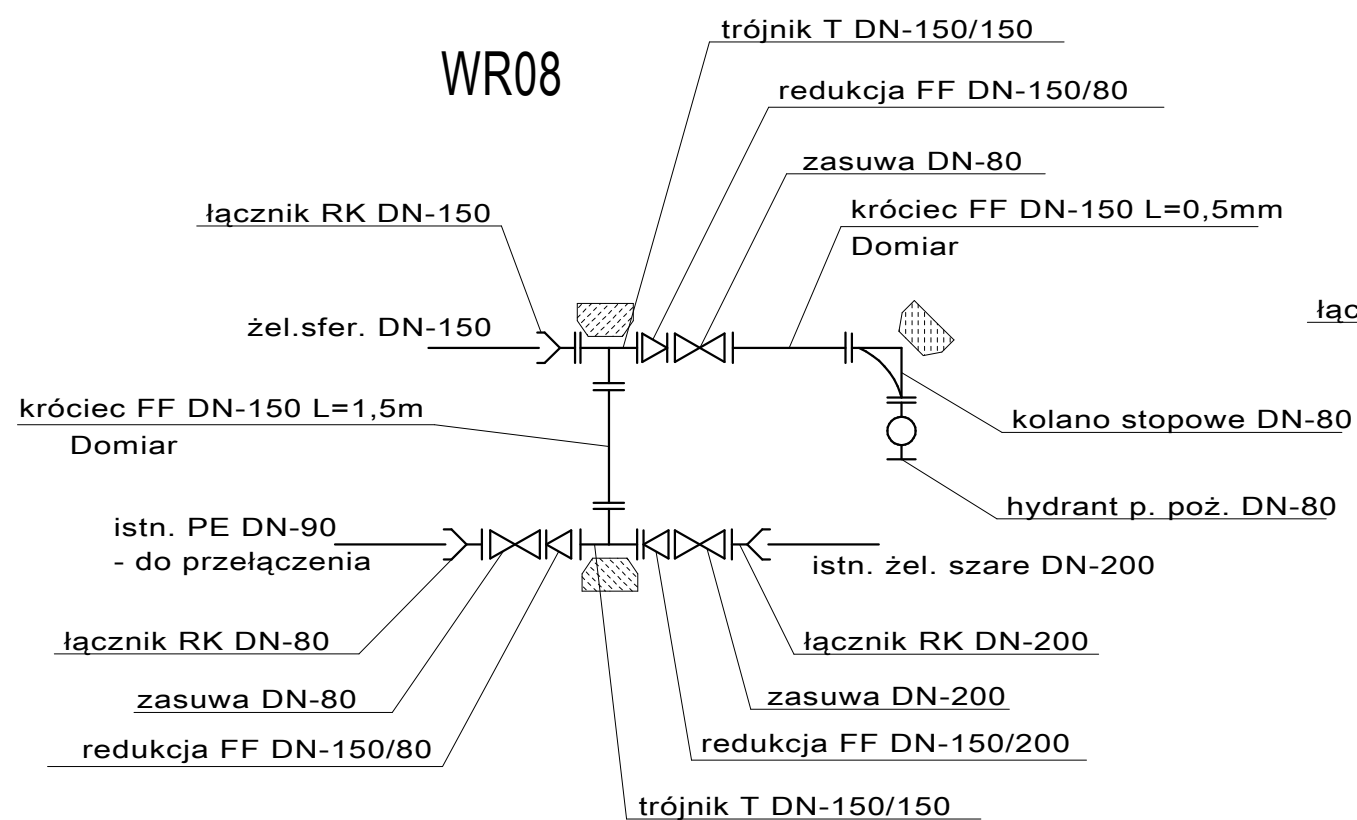 WR08
trójnik T DN-150/150
redukcja FF DN-150/80
zasuwa DN-80
łącznik RK DN-150
króciec FF DN-150 L=0,5mm
Domiar
żel.sfer. DN-150
łąc
króciec FF DN-150 L=1,5m
Domiar
kolano stopowe DN-80
hydrant p. poż. DN-80
istn. PE DN-90
- do przełączenia
istn. żel. szare DN-200
łącznik RK DN-80
łącznik RK DN-200
zasuwa DN-80
zasuwa DN-200
redukcja FF DN-150/80
redukcja FF DN-150/200
trójnik T DN-150/150